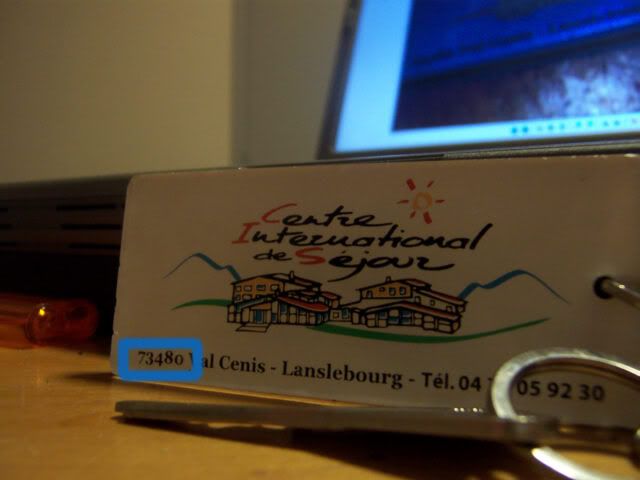 Centre
International
de Séjour
73480 Val Cenis - Lanslebourg - Tél. 04 05 92 30